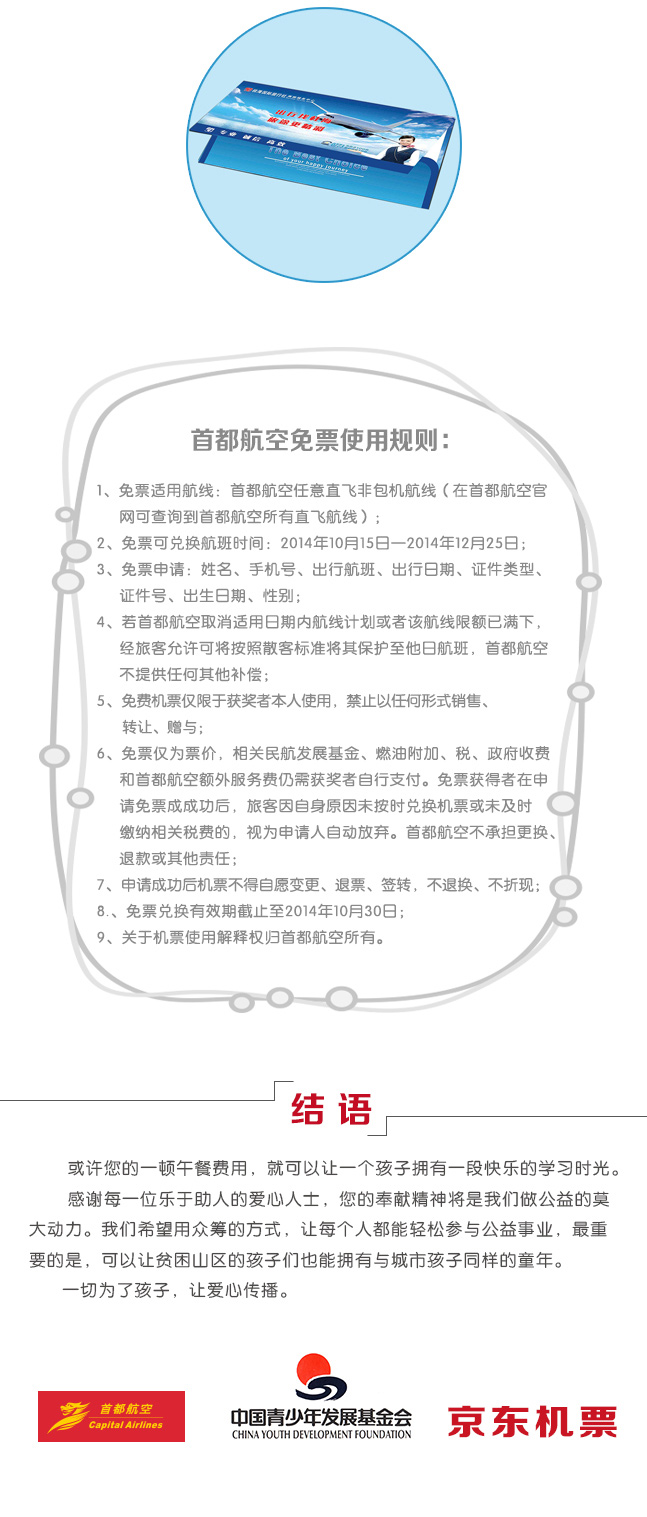 专业 诚信 高效
of your happy journey
首都航空免票使用规则：
1、免票适用航线：首都航空任意直飞非包机航线（在首都航空官
网可查询到首都航空所有直飞航线）；
2、免票可兑换航班时间：2014年10月15日—2014年12月25日；
3、免票申请：姓名、手机号、出行航班、出行日期、证件类型、
证件号、出生日期、性别；
4、若首都航空取消适用日期内航线计划或者该航线限额已满下，
经旅客允许可将按照散客标准将其保护至他日航班，首都航空
不提供任何其他补偿；
5、免费机票仅限于获奖者本人使用，禁止以任何形式销售、
转让、赠与；
6、免票仅为票价，相关民航发展基金、燃油附加、税、政府收费
和首都航空额外服务费仍需获奖者自行支付。免票获得者在申
请免票成成功后，旅客因自身原因未按时兑换机票或未及时
缴纳相关税费的，视为申请人自动放弃。首都航空不承担更换、
退款或其他责任；
7、申请成功后机票不得自愿变更、退票、签转，不退换、不折现；
8.、免票兑换有效期截止至2014年10月30日；
9、关于机票使用解释权归首都航空所有。
结 语
或许您的一顿午餐费用，就可以让一个孩子拥有一段快乐的学习时光。
感谢每一位乐于助人的爱心人士，您的奉献精神将是我们做公益的莫
大动力。我们希望用众筹的方式，让每个人都能轻松参与公益事业，最重
要的是，可以让贫困山区的孩子们也能拥有与城市孩子同样的童年。
一切为了孩子，让爱心传播。
首都航空
Capital Airlines
中国青少年发展基金会
CHINA YOUTH DEVELOPMENT FOUNDATION
京东机票